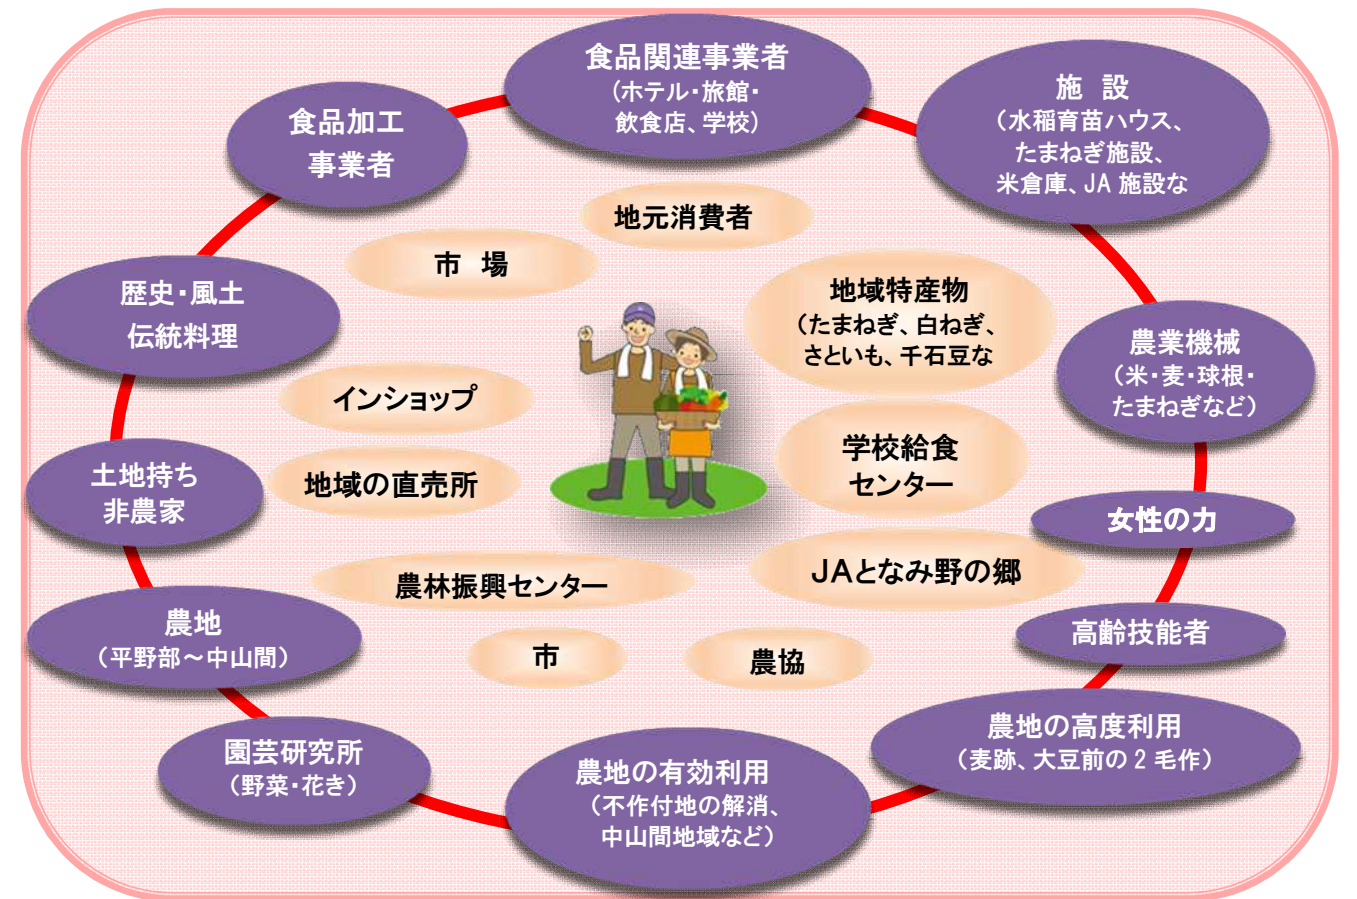 食品関連事業者
（ホテル・旅館・
飲食店、学校）
施　設
（水稲育苗ハウス、
たまねぎ施設、
米倉庫、JA 施設な
食品加工
事業者
地元消費者
市　場
歴史・風土
伝統料理
地域特産物
（たまねぎ、白ねぎ、
さといも、千石豆な
農業機械
（米・麦・球根・
たまねぎなど）
インショップ
学校給食
センター
土地持ち
非農家
地域の直売所
女性の力
農林振興センター
JAとなみ野の郷
農地
（平野部～中山間）
市
農協
高齢技能者
農地の高度利用
（麦跡、大豆前の 2 毛作）
園芸研究所
（野菜・花き）
農地の有効利用
（不作付地の解消、
中山間地域など）